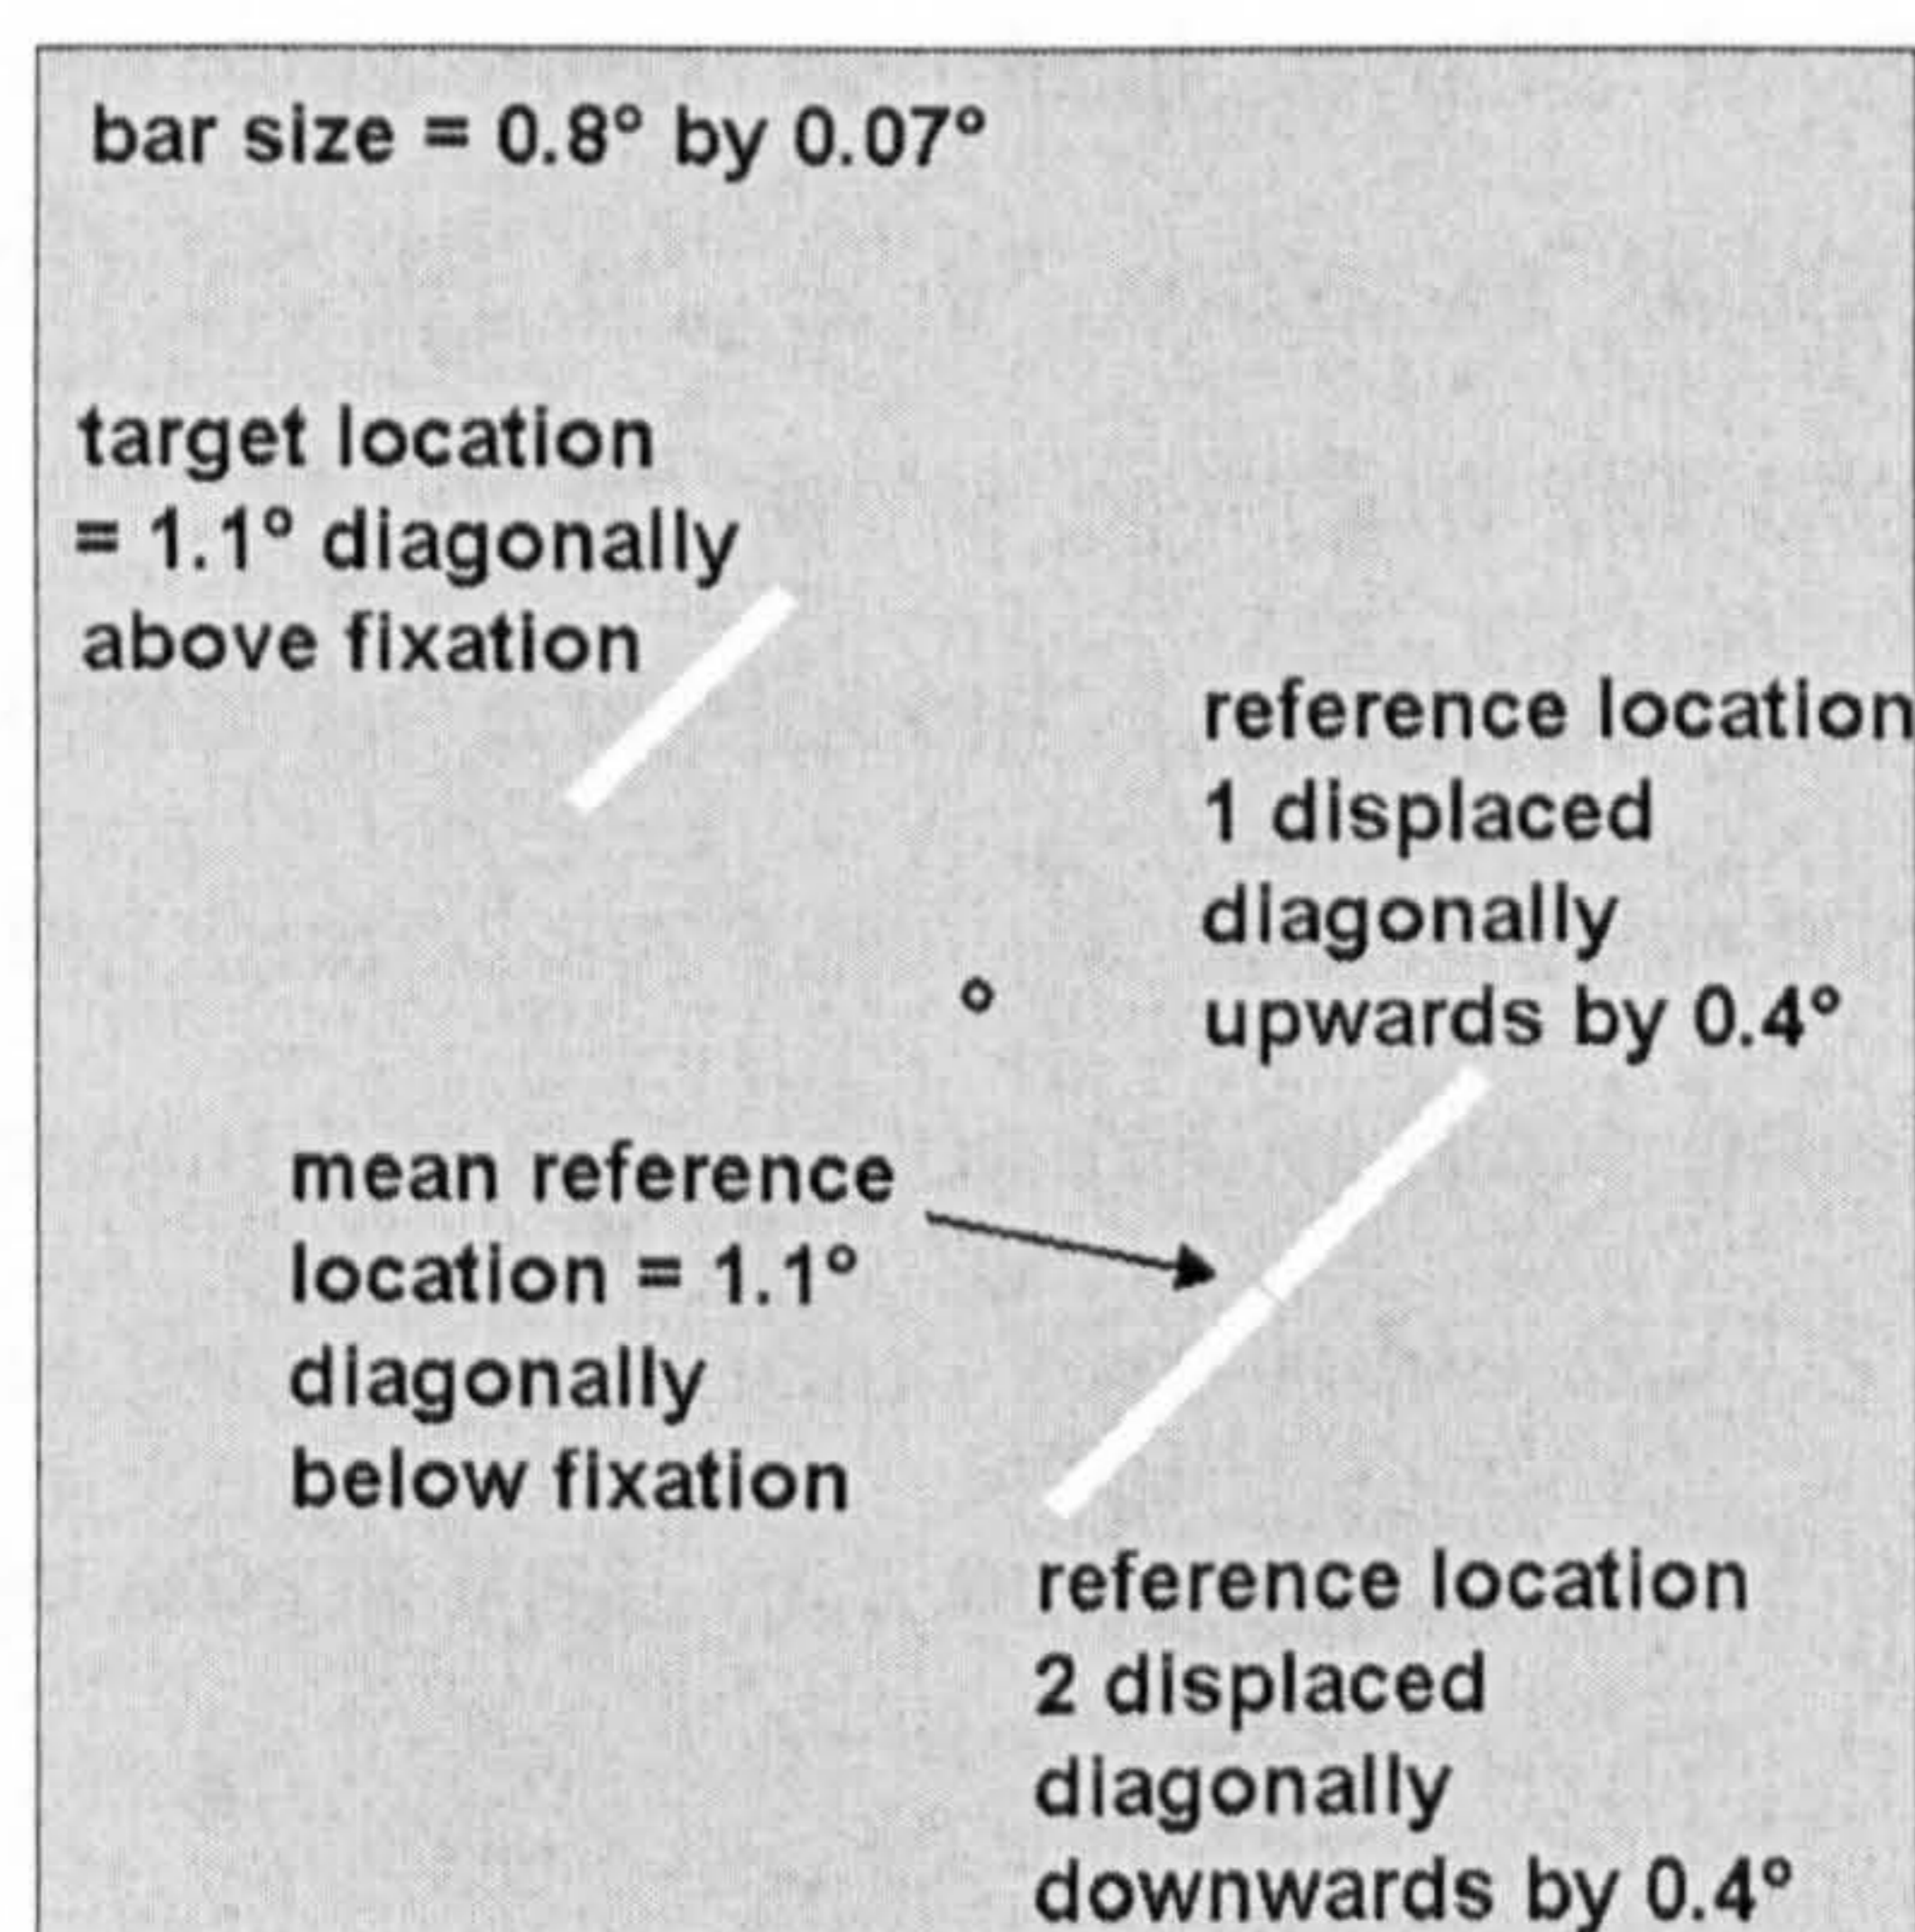 bar size = 0.8° by 0.07°
target location
= 1.1° diagonally
above fixation
reference location
1 displaced
diagonally
upwards by 0.4°
mean reference
location = 1.1°
diagonally
below fixation
reference location
2 displaced
diagonally
downwards by 0.4°